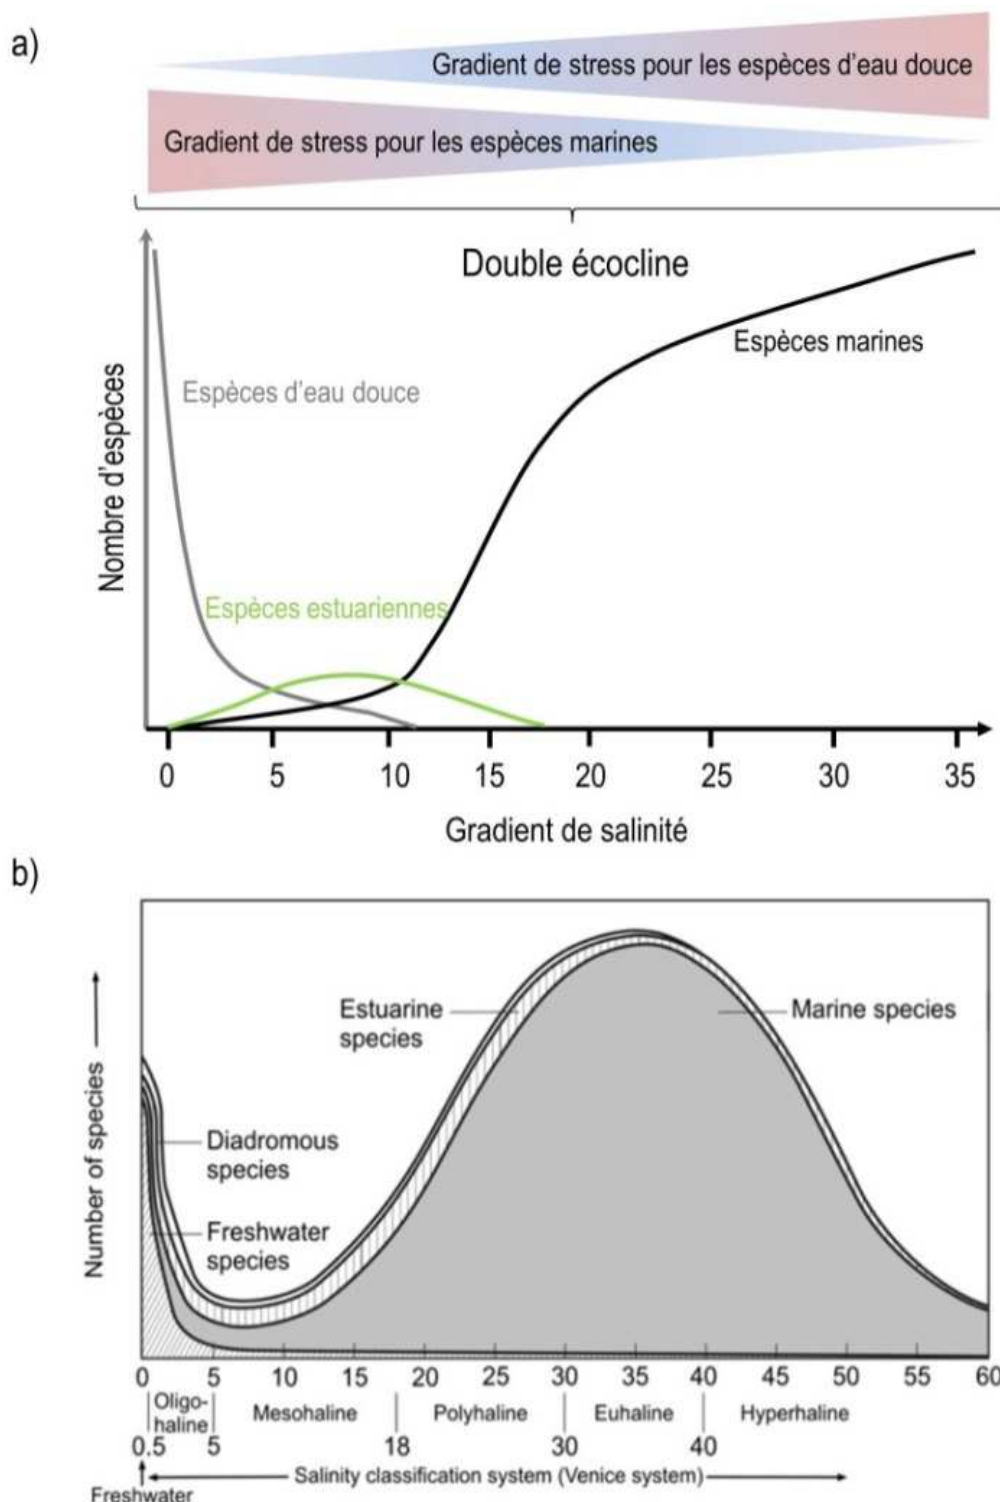 a)
Gradient de stress pour les espèces d'eau douce
Gradient de stress pour les espèces marines
Double écocline
Espèces marines
Espèces d'eau douce
Nombre d'espèces
Espèces estuariennes
0 5 10 15 20 25 30 35
Gradient de salinité
b)
Estuarine
species
Marine species
Number of species
Diadromous
species
Freshwater
species
0 5 10 15 20 25 30 35 40 45 50 55 60
Oligo-
haline
Mesohaline
Polyhaline
Euhaline
Hyperhaline
0.5 5 18 30 40
Salinity classification system (Venice system)
Freshwater